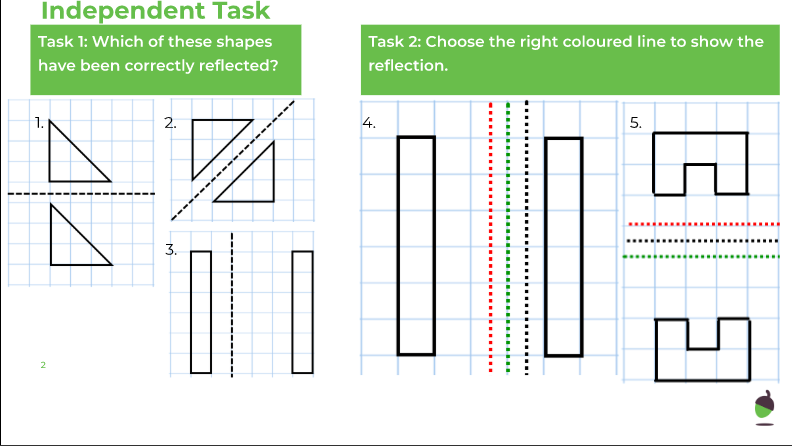 Independent Task
Task 1: Which of these shapes
have been correctly reflected?
Task 2: Choose the right coloured line to show the
reflection.
1.
2.
3.
4.
5.
2